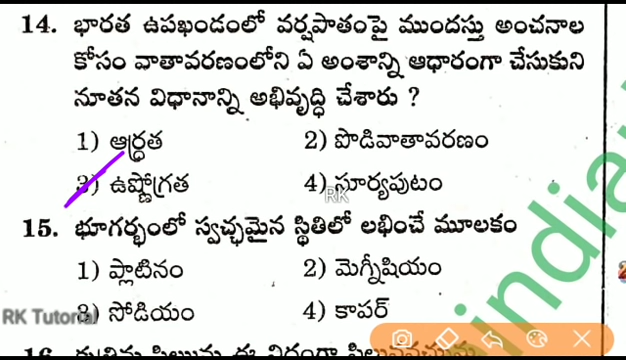 14. భారత ఉపఖండంలో వర్షపాతంపై ముందస్తు అంచనాల
కోసం వాతావరణంలోని ఏ అంశాన్ని ఆధారంగా చేసుకుని
నూతన విధానాన్ని అభివృద్ధి చేశారు ?
1) ఆర్ద్రత 2) పొడివాతావరణం
3) ఉష్ణోగ్రత 4) సూర్యపుటం
RK
15. భూగర్భంలో స్వచ్ఛమైన స్థితిలో లభించే మూలకం
1) ప్లాటినం 2) మెగ్నీషియం
3) సోడియం 4) కాపర్
RK Tutorial
india